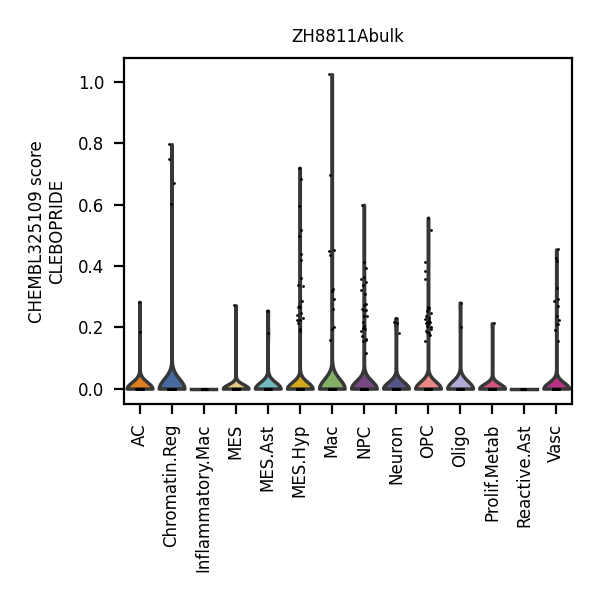 ZH8811Abulk
CHEMBL325109 score
CLEBOPRIDE
1.0
0.8
0.6
0.4
0.2
0.0
AC
Chromatin.Reg
Inflammatory.Mac
MES
MES.Ast
MES.Hyp
Mac
NPC
Neuron
OPC
Oligo
Prolif.Metab
Reactive.Ast
Vasc